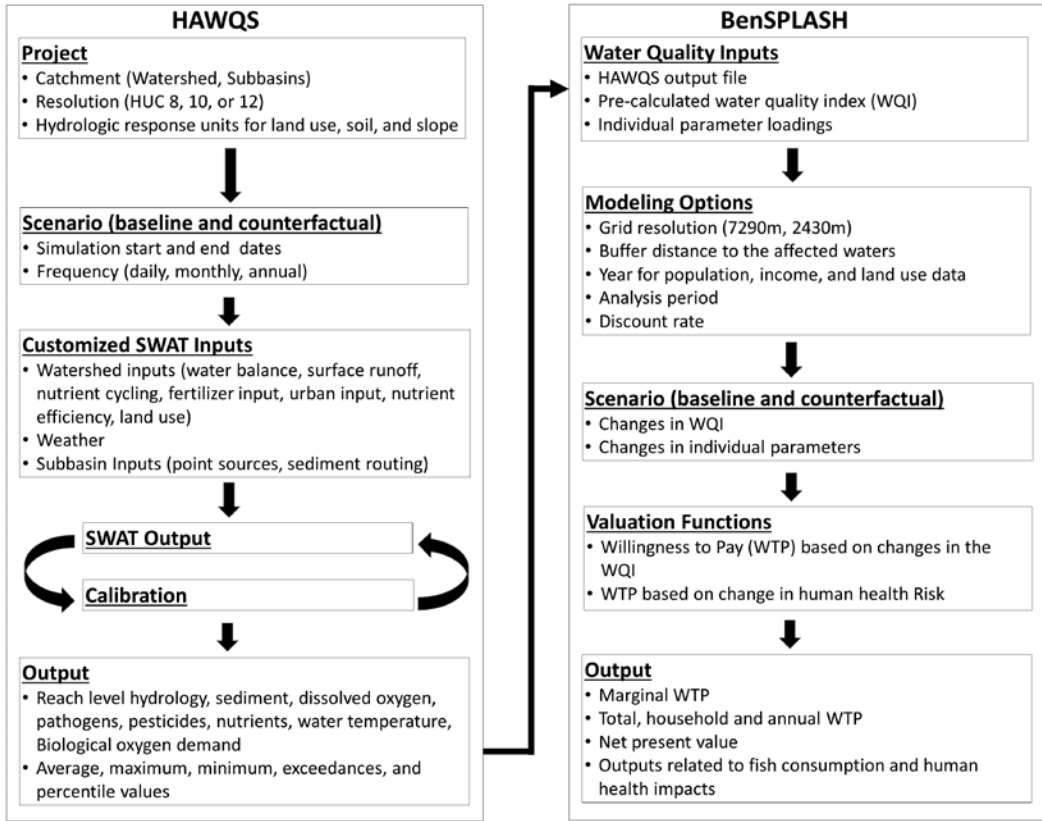 HAWQS
Project
• Catchment (Watershed, Subbasins)
• Resolution (HUC 8, 10, or 12)
• Hydrologic response units for land use, soil, and slope
Scenario (baseline and counterfactual)
• Simulation start and end dates
• Frequency (daily, monthly, annual)
Customized SWAT Inputs
• Watershed inputs (water balance, surface runoff,
nutrient cycling, fertilizer input, urban input, nutrient
efficiency, land use)
• Weather
• Subbasin Inputs (point sources, sediment routing)
SWAT Output
Calibration
Output
• Reach level hydrology, sediment, dissolved oxygen,
pathogens, pesticides, nutrients, water temperature,
Biological oxygen demand
• Average, maximum, minimum, exceedances, and
percentile values
BenSPLASH
Water Quality Inputs
• HAWQS output file
• Pre-calculated water quality index (WQI)
• Individual parameter loadings
Modeling Options
• Grid resolution (7290m, 2430m)
• Buffer distance to the affected waters
• Year for population, income, and land use data
• Analysis period
• Discount rate
Scenario (baseline and counterfactual)
• Changes in WQI
• Changes in individual parameters
Valuation Functions
• Willingness to Pay (WTP) based on changes in the
WQI
• WTP based on change in human health Risk
Output
• Marginal WTP
• Total, household and annual WTP
• Net present value
• Outputs related to fish consumption and human
health impacts